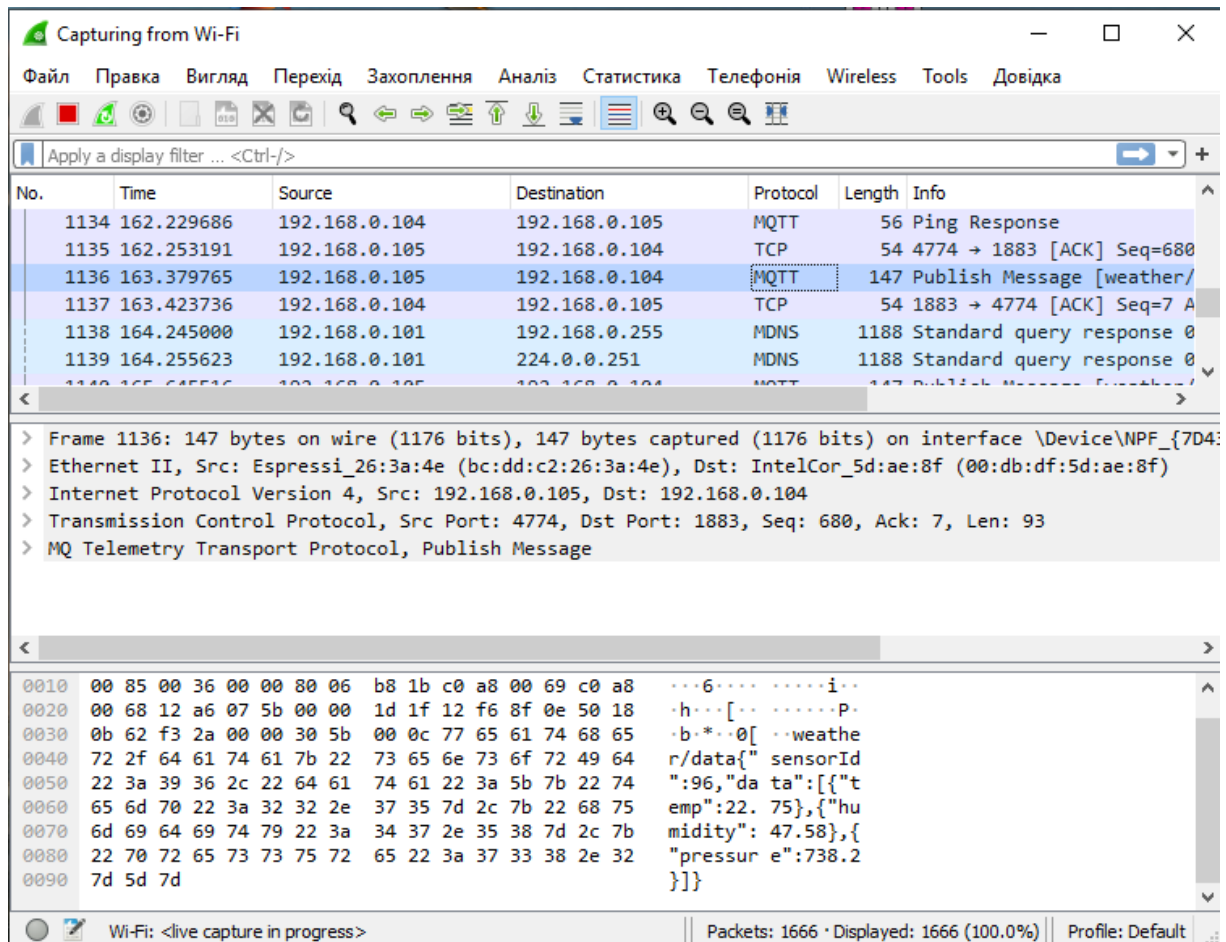 Capturing from Wi-Fi
Файл Правка Вигляд Перехід Захоплення Аналіз Статистика Телефонія Wireless Tools Довідка
Apply a display filter ... <Ctrl-/>
No. Time Source Destination Protocol Length Info
1134 162.229686 192.168.0.104 192.168.0.105 MQTT 56 Ping Response
1135 162.253191 192.168.0.105 192.168.0.104 TCP 54 4774 → 1883 [ACK] Seq=680
1136 163.379765 192.168.0.105 192.168.0.104 MQTT 147 Publish Message [weather/
1137 163.423736 192.168.0.104 192.168.0.105 TCP 54 1883 → 4774 [ACK] Seq=7 A
1138 164.245000 192.168.0.101 192.168.0.255 MDNS 1188 Standard query response 0
1139 164.255623 192.168.0.101 224.0.0.251 MDNS 1188 Standard query response 0
1140 165.645516 192.168.0.105 192.168.0.104 MQTT 147 Publish Message [weather/
> Frame 1136: 147 bytes on wire (1176 bits), 147 bytes captured (1176 bits) on interface \Device\NPF_{7D43
> Ethernet II, Src: Espressi_26:3a:4e (bc:dd:c2:26:3a:4e), Dst: IntelCor_5d:ae:8f (00:db:df:5d:ae:8f)
> Internet Protocol Version 4, Src: 192.168.0.105, Dst: 192.168.0.104
> Transmission Control Protocol, Src Port: 4774, Dst Port: 1883, Seq: 680, Ack: 7, Len: 93
> MQ Telemetry Transport Protocol, Publish Message
0010 00 85 00 36 00 00 80 06 b8 1b c0 a8 00 69 c0 a8 ···6···· ·····i··
0020 00 68 12 a6 07 5b 00 00 1d 1f 12 f6 8f 0e 50 18 ·h···[·· ······P·
0030 0b 62 f3 2a 00 00 30 5b 00 0c 77 65 61 74 68 65 ·b·*··0[ ··weathe
0040 72 2f 64 61 74 61 7b 22 73 65 6e 73 6f 72 49 64 r/data{" sensorId
0050 22 3a 39 36 2c 22 64 61 74 61 22 3a 5b 7b 22 74 ":96,"da ta":[{"t
0060 65 6d 70 22 3a 32 32 2e 37 35 7d 2c 7b 22 68 75 emp":22. 75},{"hu
0070 6d 69 64 69 74 79 22 3a 34 37 2e 35 38 7d 2c 7b midity": 47.58},{
0080 22 70 72 65 73 73 75 72 65 22 3a 37 33 38 2e 32 "pressur e":738.2
0090 7d 5d 7d }]}
Wi-Fi: <live capture in progress> Packets: 1666 · Displayed: 1666 (100.0%) Profile: Default